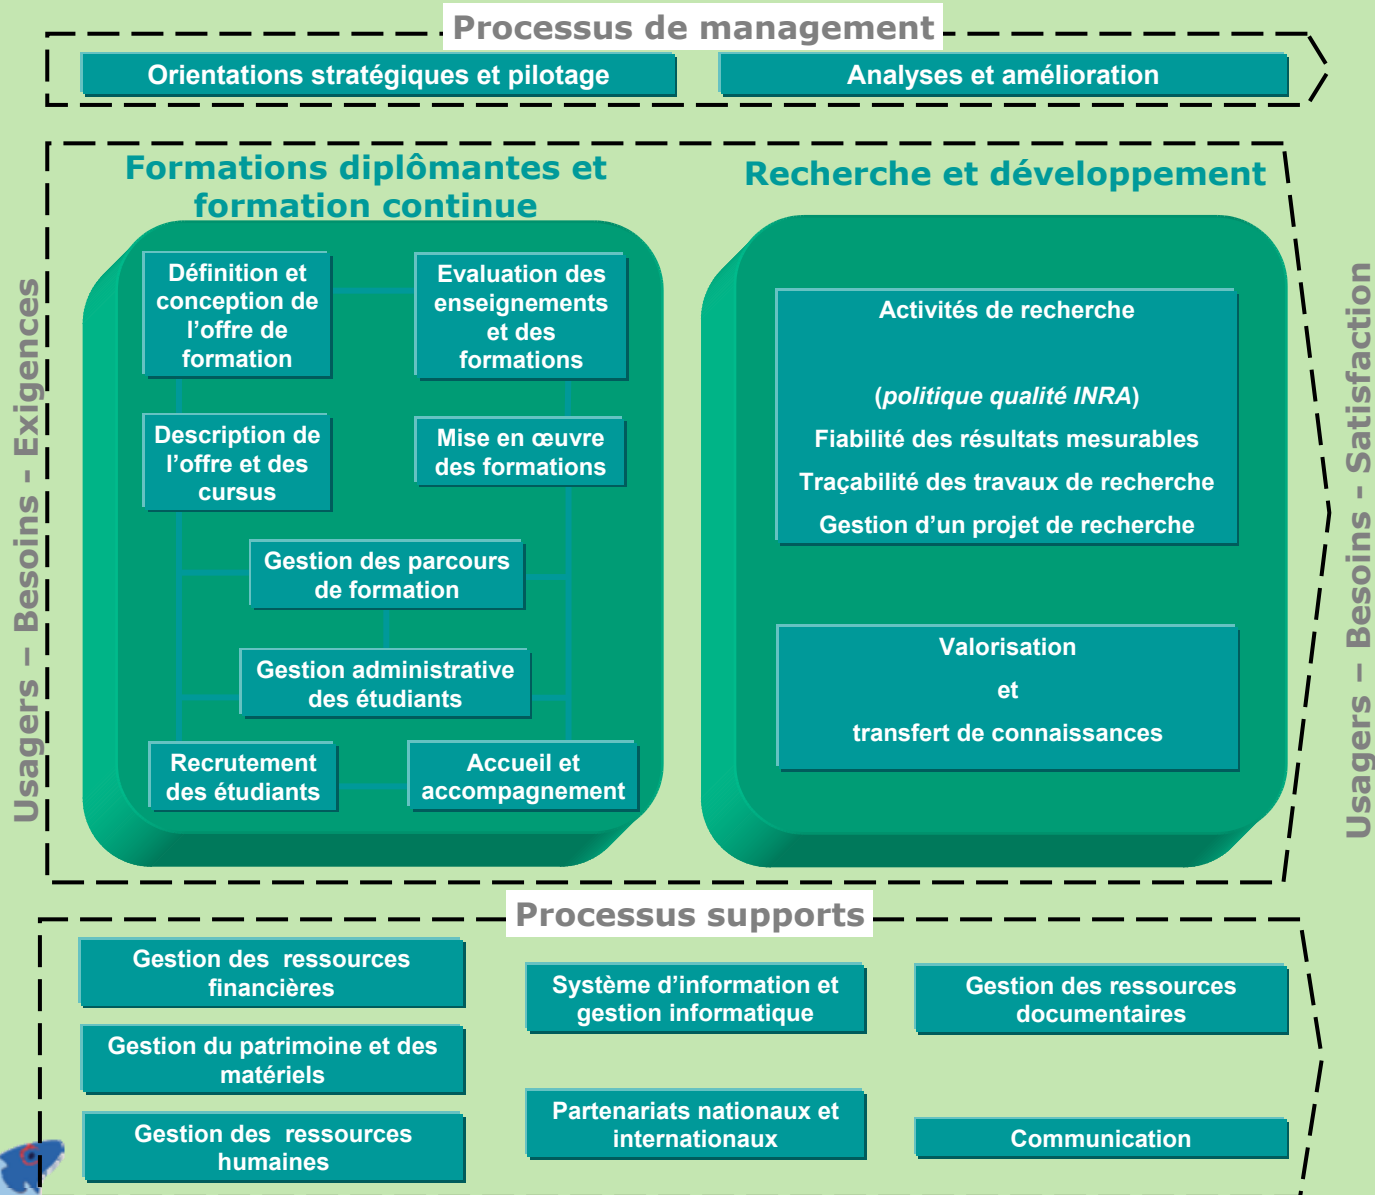 Processus de management
Orientations stratégiques et pilotage
Analyses et amélioration
Usagers – Besoins – Exigences
Formations diplômantes et
formation continue
Définition et
conception de
l’offre de
formation
Evaluation des
enseignements
et des
formations
Description de
l’offre et des
cursus
Mise en œuvre
des formations
Gestion des parcours
de formation
Gestion administrative
des étudiants
Recrutement
des étudiants
Accueil et
accompagnement
Recherche et développement
Activités de recherche
(politique qualité INRA)
Fiabilité des résultats mesurables
Traçabilité des travaux de recherche
Gestion d’un projet de recherche
Valorisation
et
transfert de connaissances
Usagers – Besoins - Satisfaction
Processus supports
Gestion des  ressources
financières
Gestion du patrimoine et des
matériels
Gestion des  ressources
humaines
Système d’information et
gestion informatique
Partenariats nationaux et
internationaux
Gestion des ressources
documentaires
Communication